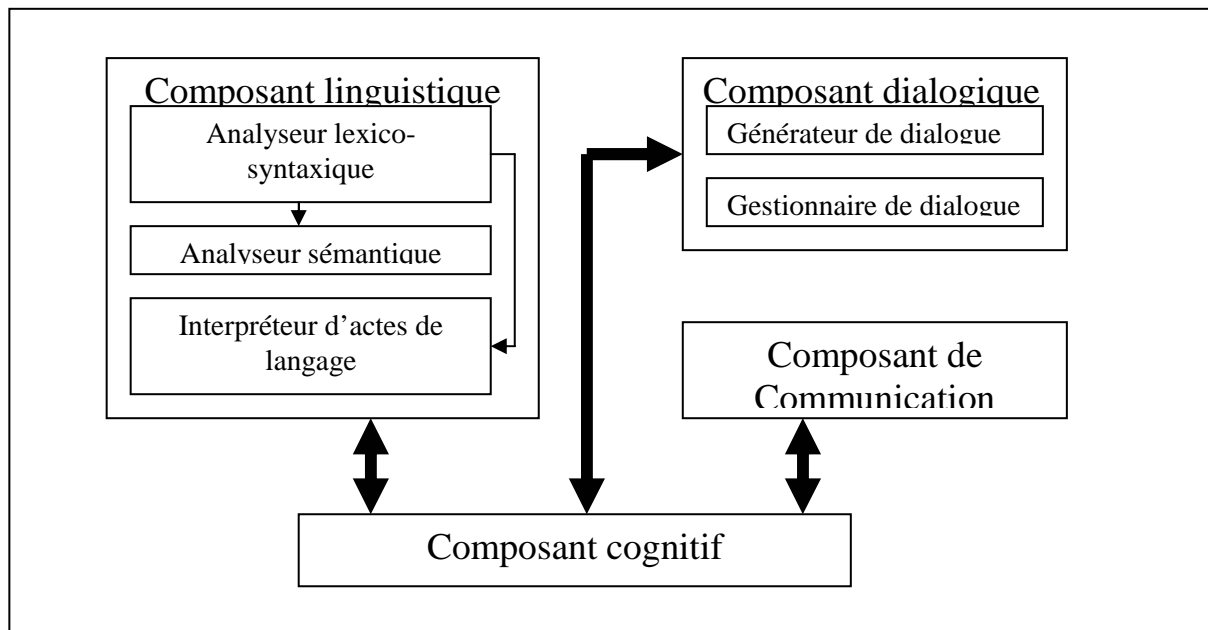 Composant linguistique
Analyseur lexico-
syntaxique
Analyseur sémantique
Interpréteur d’actes de
langage
Composant dialogique
Générateur de dialogue
Gestionnaire de dialogue
Composant de
Communication
Composant cognitif